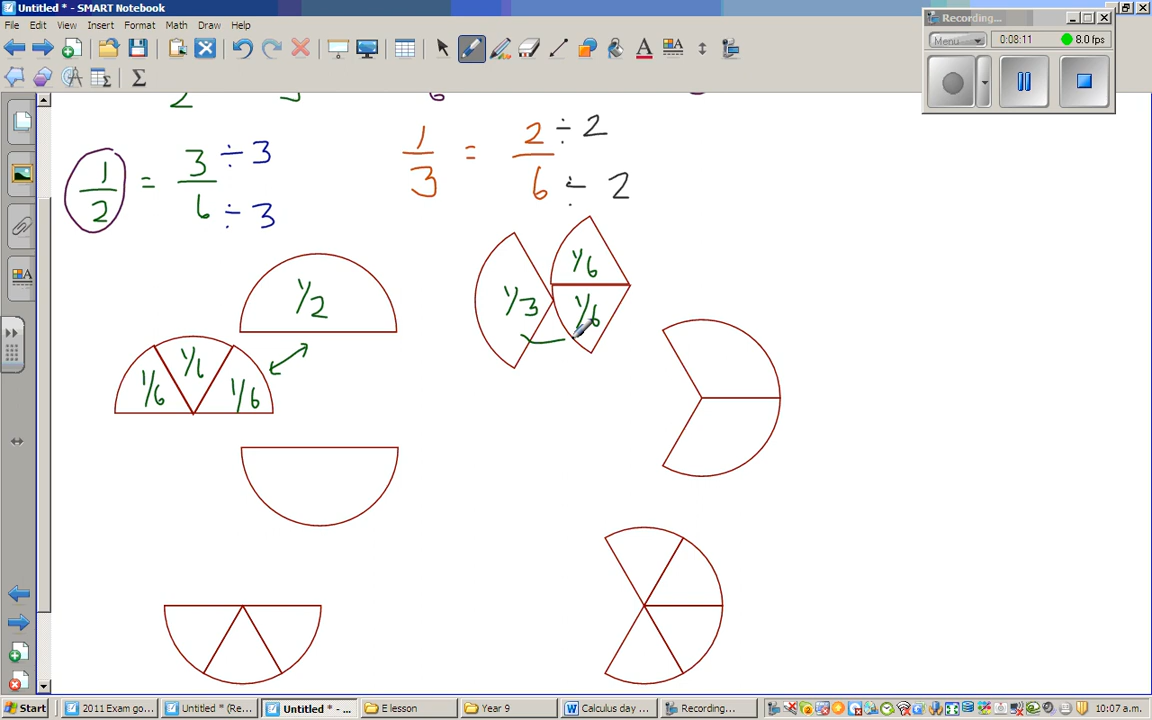 Untitled * - SMART Notebook
File Edit View Insert Format Math Draw Help
Recording...
Menu 0:08:11 8.0 fps
2 6
1/2 = 3/6 ÷ 3 ÷ 3
1/3 = 2/6 ÷ 2 ÷ 2
1/2
1/6 1/6 1/6
1/3 1/6 1/6
Start 2011 Exam go... Untitled * (Re... Untitled * - ... E lesson Year 9 Calculus day ... Recording... 10:07 a.m.